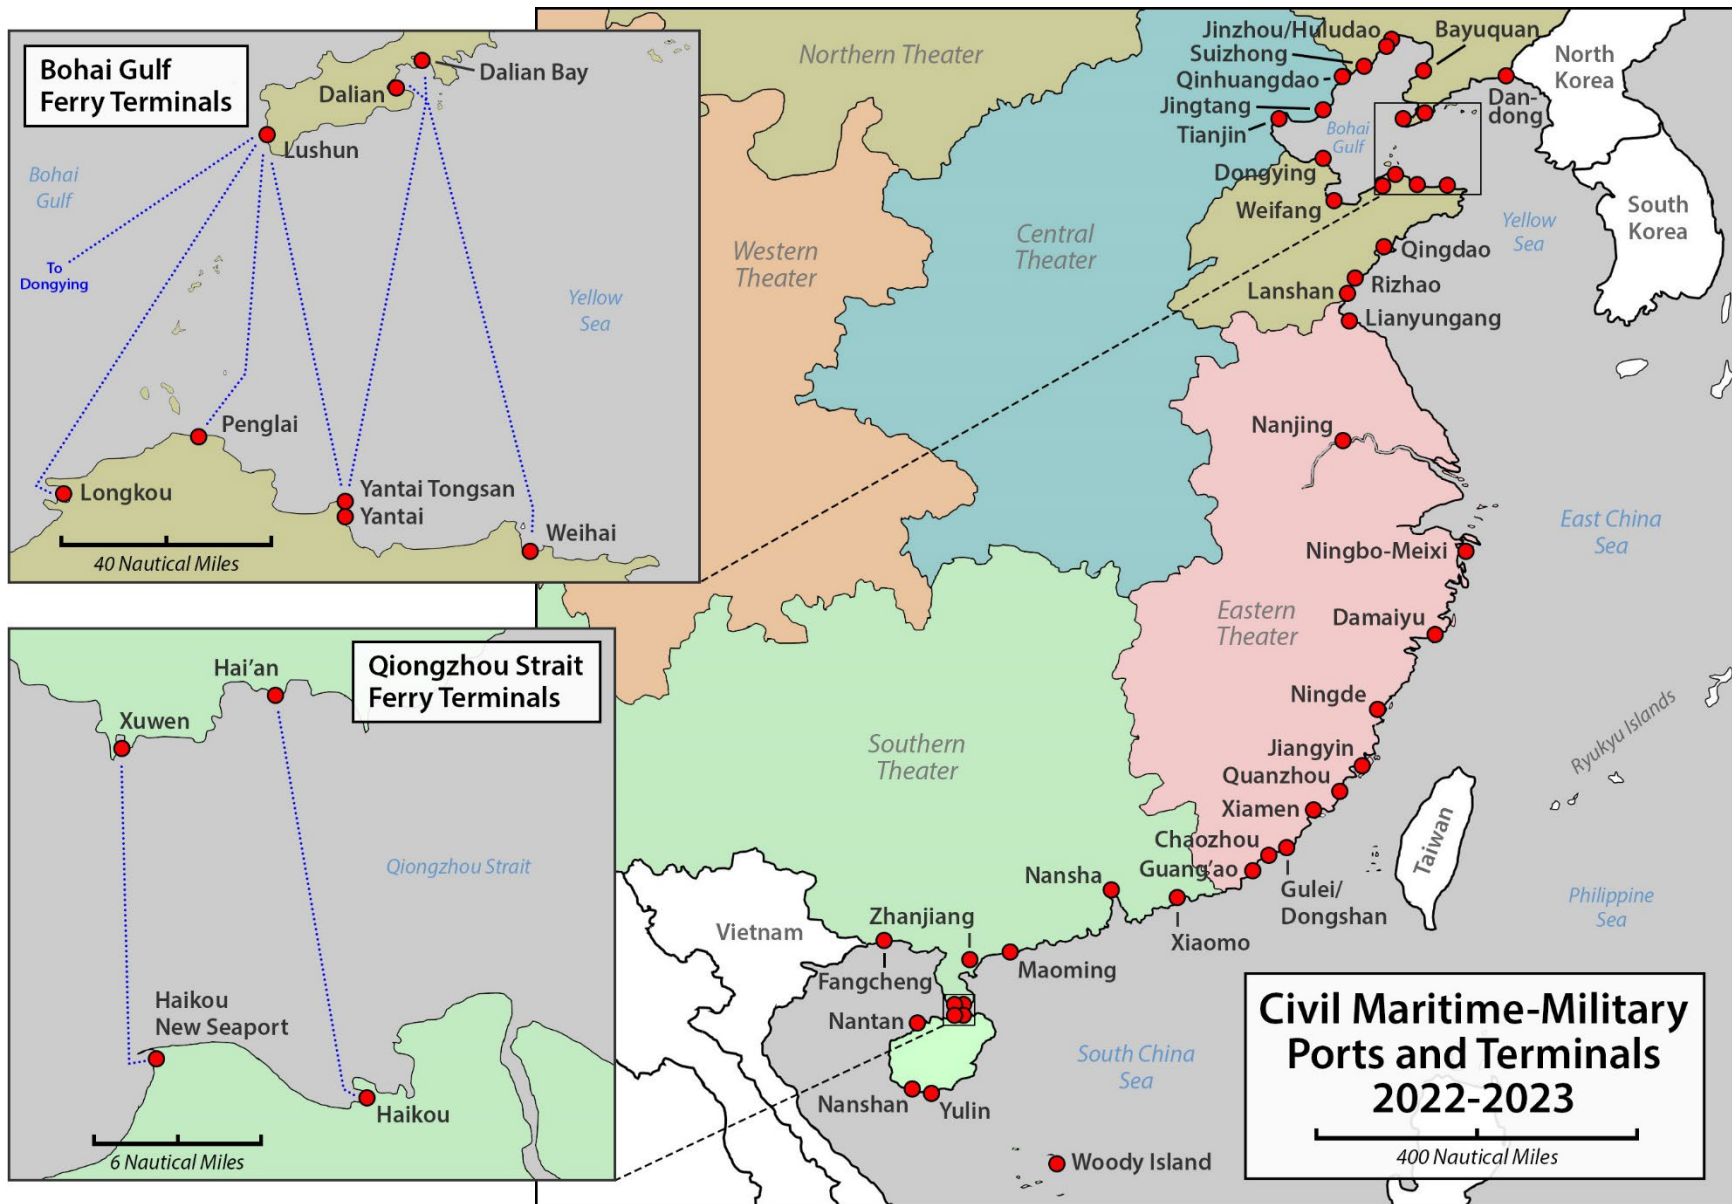 Bohai Gulf
Ferry Terminals
Dalian Bay
Dalian
Lushun
Bohai
Gulf
To
Dongying
Yellow
Sea
Penglai
Longkou
Yantai Tongsan
Yantai
Weihai
40 Nautical Miles
Qiongzhou Strait
Ferry Terminals
Hai'an
Xuwen
Qiongzhou Strait
Haikou
New Seaport
Haikou
6 Nautical Miles
Northern Theater
Western
Theater
Central
Theater
Eastern
Theater
Southern
Theater
Jinzhou/Huludao
Suizhong
Qinhuangdao
Jingtang
Tianjin
Bayuquan
Dan-
dong
North
Korea
South
Korea
Bohai
Gulf
Dongying
Weifang
Yellow
Sea
Qingdao
Rizhao
Lanshan
Lianyungang
Nanjing
East China
Sea
Ningbo-Meixi
Damaiyu
Ningde
Jiangyin
Quanzhou
Xiamen
Chaozhou
Guang'ao
Gulei/
Dongshan
Ryukyu Islands
Taiwan
Philippine
Sea
Nansha
Xiaomo
Zhanjiang
Maoming
Vietnam
Fangcheng
Nantan
Nanshan
Yulin
South China
Sea
Woody Island
Civil Maritime-Military
Ports and Terminals
2022-2023
400 Nautical Miles